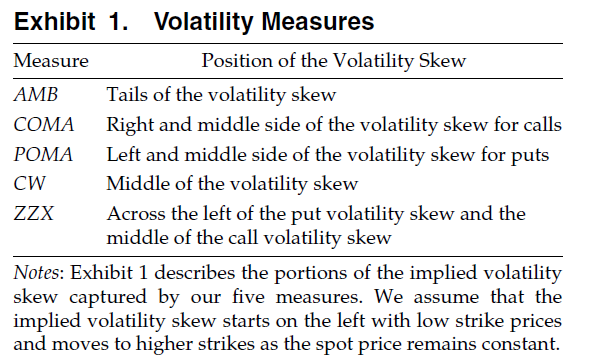 Exhibit 1. Volatility Measures
Measure Position of the Volatility Skew
AMB Tails of the volatility skew
COMA Right and middle side of the volatility skew for calls
POMA Left and middle side of the volatility skew for puts
CW Middle of the volatility skew
ZZX Across the left of the put volatility skew and the
middle of the call volatility skew
Notes: Exhibit 1 describes the portions of the implied volatility
skew captured by our five measures. We assume that the
implied volatility skew starts on the left with low strike prices
and moves to higher strikes as the spot price remains constant.